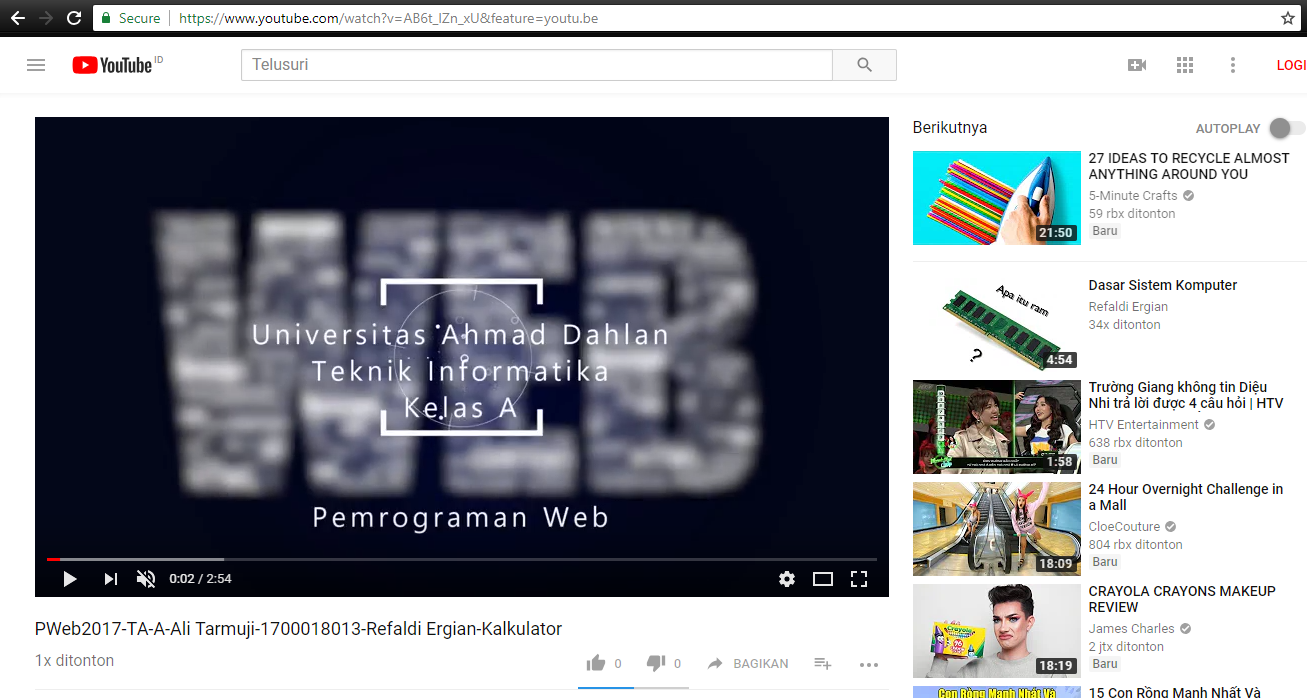 Secure
https://www.youtube.com/watch?v=AB6t_lZn_xU&feature=youtu.be
YouTube ID
Telusuri
LOGI
Universitas Ahmad Dahlan
Teknik Informatika
Kelas A
Pemrograman Web
0:02 / 2:54
PWeb2017-TA-A-Ali Tarmuji-1700018013-Refaldi Ergian-Kalkulator
1x ditonton
0
0
BAGIKAN
Berikutnya
AUTOPLAY
21:50
27 IDEAS TO RECYCLE ALMOST
ANYTHING AROUND YOU
5-Minute Crafts
59 rbx ditonton
Baru
Apa itu ram
?
4:54
Dasar Sistem Komputer
Refaldi Ergian
34x ditonton
1:58
Trường Giang không tin Diệu
Nhi trả lời được 4 câu hỏi | HTV
HTV Entertainment
638 rbx ditonton
Baru
18:09
24 Hour Overnight Challenge in
a Mall
CloeCouture
804 rbx ditonton
Baru
Crayola
96
18:19
CRAYOLA CRAYONS MAKEUP
REVIEW
James Charles
2 jtx ditonton
Baru
Con Rồng Mạnh Nhất Và
15 Con Rồng Mạnh Nhất Và